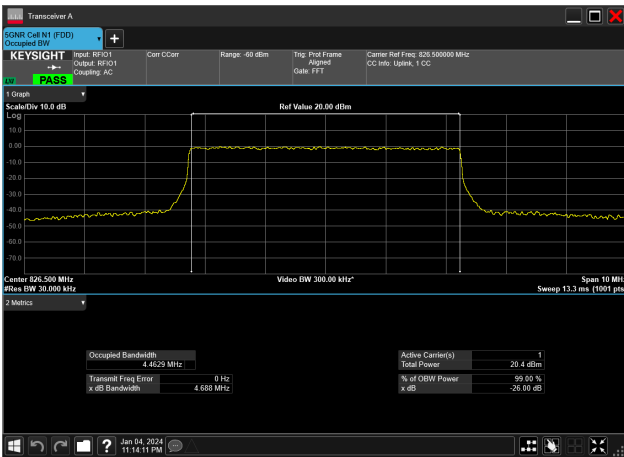 Transceiver A
5GNR Cell N1 (FDD)
Occupied BW
KEYSIGHT
Input: RFIO1
Output: RFIO1
Coupling: AC
Corr CCorr
Range: -60 dBm
Trig: Prot Frame
Aligned
Gate: FFT
Carrier Ref Freq: 826.500000 MHz
CC Info: Uplink, 1 CC
PASS
1 Graph
Scale/Div 10.0 dB
Ref Value 20.00 dBm
Log
10.0
0.00
-10.0
-20.0
-30.0
-40.0
-50.0
-60.0
-70.0
Center 826.500 MHz
Video BW 300.00 kHz*
Span 10 MHz
#Res BW 30.000 kHz
Sweep 13.3 ms (1001 pts)
2 Metrics
Occupied Bandwidth
4.4629 MHz
Transmit Freq Error 0 Hz
x dB Bandwidth 4.688 MHz
Active Carrier(s) 1
Total Power 20.4 dBm
% of OBW Power 99.00 %
x dB -26.00 dB
Jan 04, 2024
11:14:11 PM